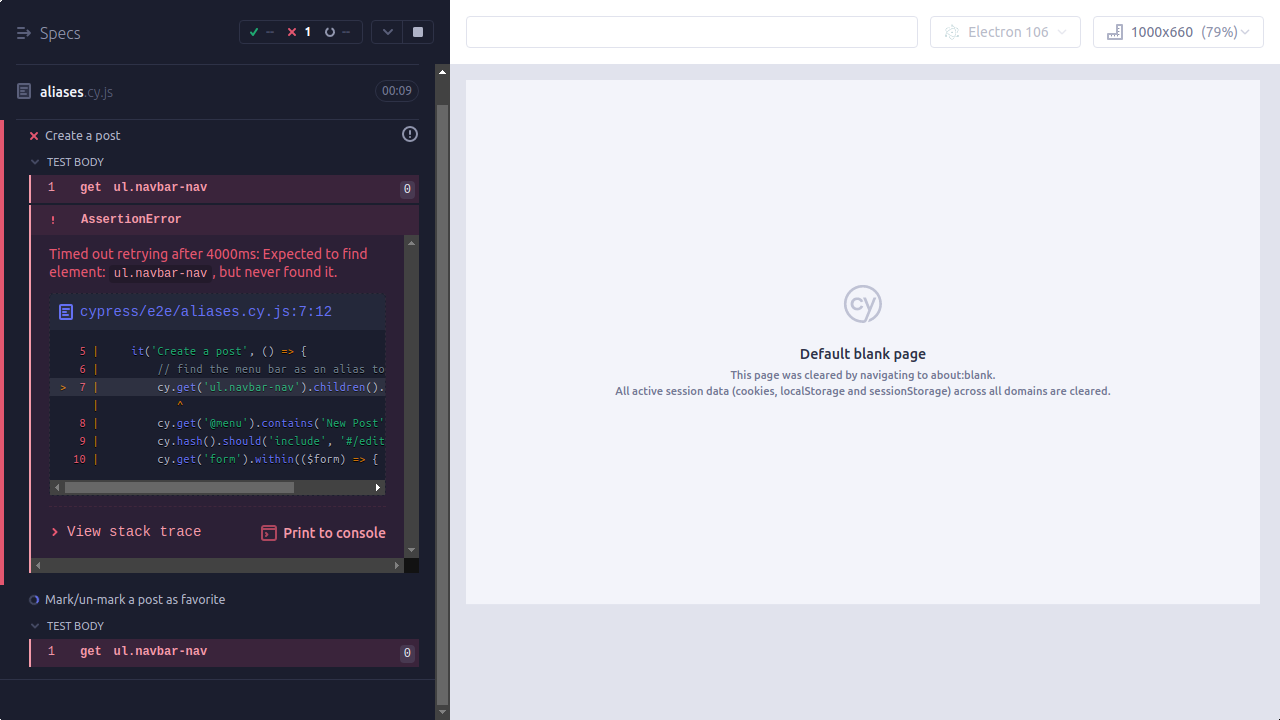 Specs
-- 1 --
Electron 106
1000x660 (79%)
aliases.cy.js
00:09
Create a post
TEST BODY
1 get ul.navbar-nav 0
! AssertionError
Timed out retrying after 4000ms: Expected to find
element: ul.navbar-nav, but never found it.
cypress/e2e/aliases.cy.js:7:12
5 | it('Create a post', () => {
6 | // find the menu bar as an alias to
> 7 | cy.get('ul.navbar-nav').children().
| ^
8 | cy.get('@menu').contains('New Post'
9 | cy.hash().should('include', '#/edit
10 | cy.get('form').within(($form) => {
View stack trace
Print to console
Mark/un-mark a post as favorite
TEST BODY
1 get ul.navbar-nav 0
cy
Default blank page
This page was cleared by navigating to about:blank.
All active session data (cookies, localStorage and sessionStorage) across all domains are cleared.